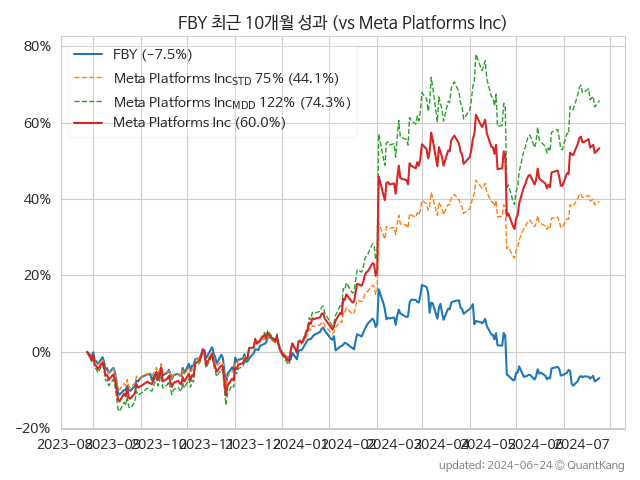 FBY 최근 10개월 성과 (vs Meta Platforms Inc)
80%
60%
40%
20%
0%
−20%
FBY (−7.5%)
Meta Platforms IncSTD 75% (44.1%)
Meta Platforms IncMDD 122% (74.3%)
Meta Platforms Inc (60.0%)
2023-08 2023-09 2023-10 2023-11 2023-12 2024-01 2024-02 2024-03 2024-04 2024-05 2024-06 2024-07
updated: 2024-06-24 © QuantKang